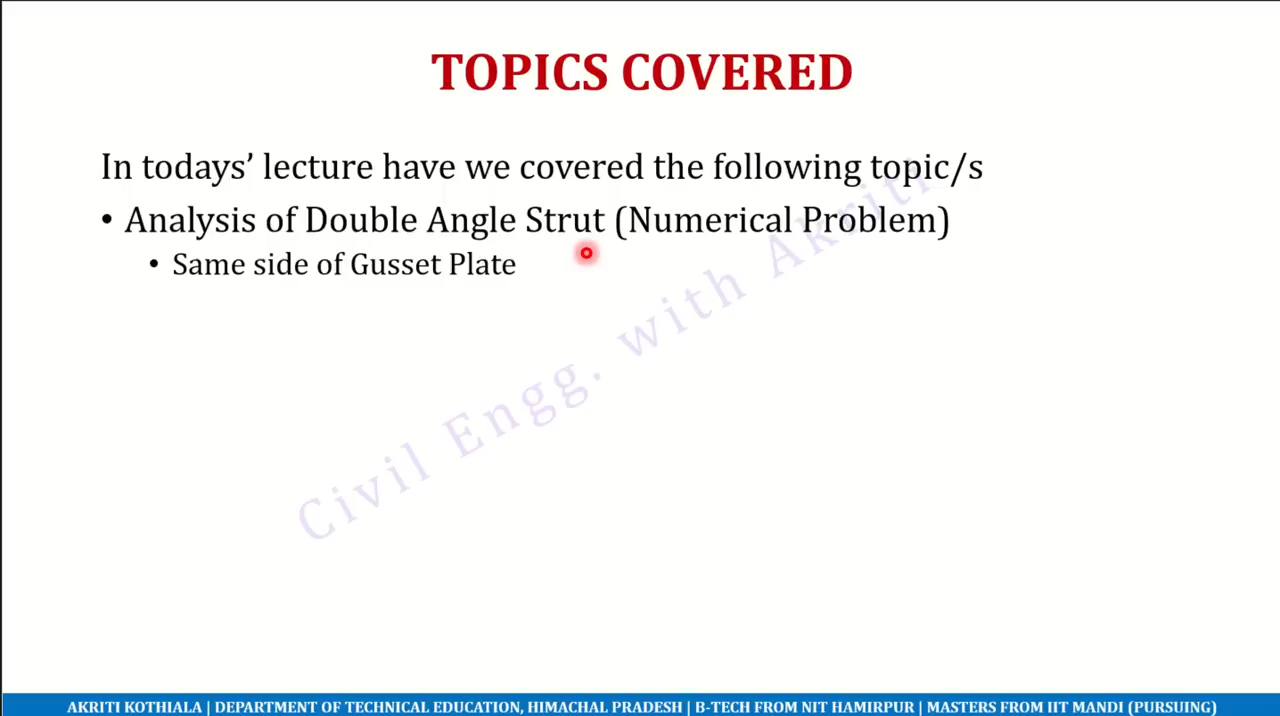 TOPICS COVERED
In todays’ lecture have we covered the following topic/s
• Analysis of Double Angle Strut (Numerical Problem)
• Same side of Gusset Plate
Civil Engg. with Akriti
AKRITI KOTHIALA | DEPARTMENT OF TECHNICAL EDUCATION, HIMACHAL PRADESH | B-TECH FROM NIT HAMIRPUR | MASTERS FROM IIT MANDI (PURSUING)